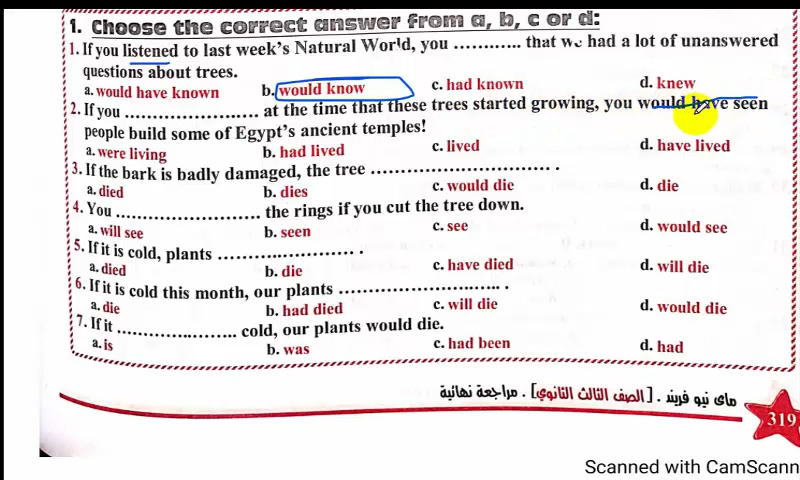 1. Choose the correct answer from a, b, c or d:
1. If you listened to last week's Natural World, you ............. that we had a lot of unanswered
questions about trees.
a. would have known b. would know c. had known d. knew
2. If you ........................ at the time that these trees started growing, you would have seen
people build some of Egypt's ancient temples!
a. were living b. had lived c. lived d. have lived
3. If the bark is badly damaged, the tree .................................. .
a. died b. dies c. would die d. die
4. You .......................... the rings if you cut the tree down.
a. will see b. seen c. see d. would see
5. If it is cold, plants ......................... .
a. died b. die c. have died d. will die
6. If it is cold this month, our plants ............................... .
a. die b. had died c. will die d. would die
7. If it ...................... cold, our plants would die.
a. is b. was c. had been d. had
ماي نيو فريند . [الصف الثالث الثانوي] . مراجعة نهائية
319
Scanned with CamScann